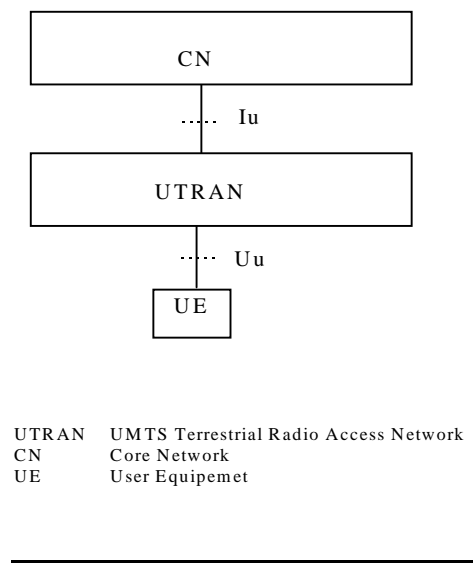 CN
Iu
UTRAN
Uu
UE
UTRAN UMTS Terrestrial Radio Access Network
CN Core Network
UE User Equipemet